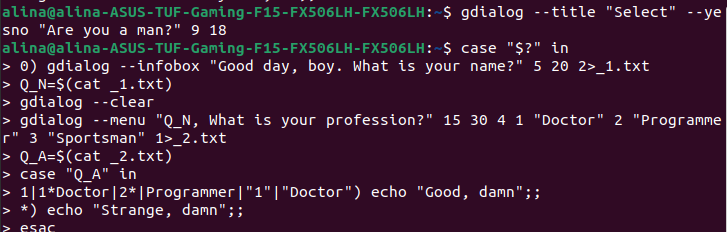 alina@alina-ASUS-TUF-Gaming-F15-FX506LH-FX506LH:~$ gdialog --title "Select" --ye
sno "Are you a man?" 9 18
alina@alina-ASUS-TUF-Gaming-F15-FX506LH-FX506LH:~$ case "$?" in
> 0) gdialog --infobox "Good day, boy. What is your name?" 5 20 2>_1.txt
> Q_N=$(cat _1.txt)
> gdialog --clear
> gdialog --menu "Q_N, What is your profession?" 15 30 4 1 "Doctor" 2 "Programme
r" 3 "Sportsman" 1>_2.txt
> Q_A=$(cat _2.txt)
> case "Q_A" in
> 1|1*Doctor|2*|Programmer|"1"|"Doctor") echo "Good, damn";;
> *) echo "Strange, damn";;
> esac